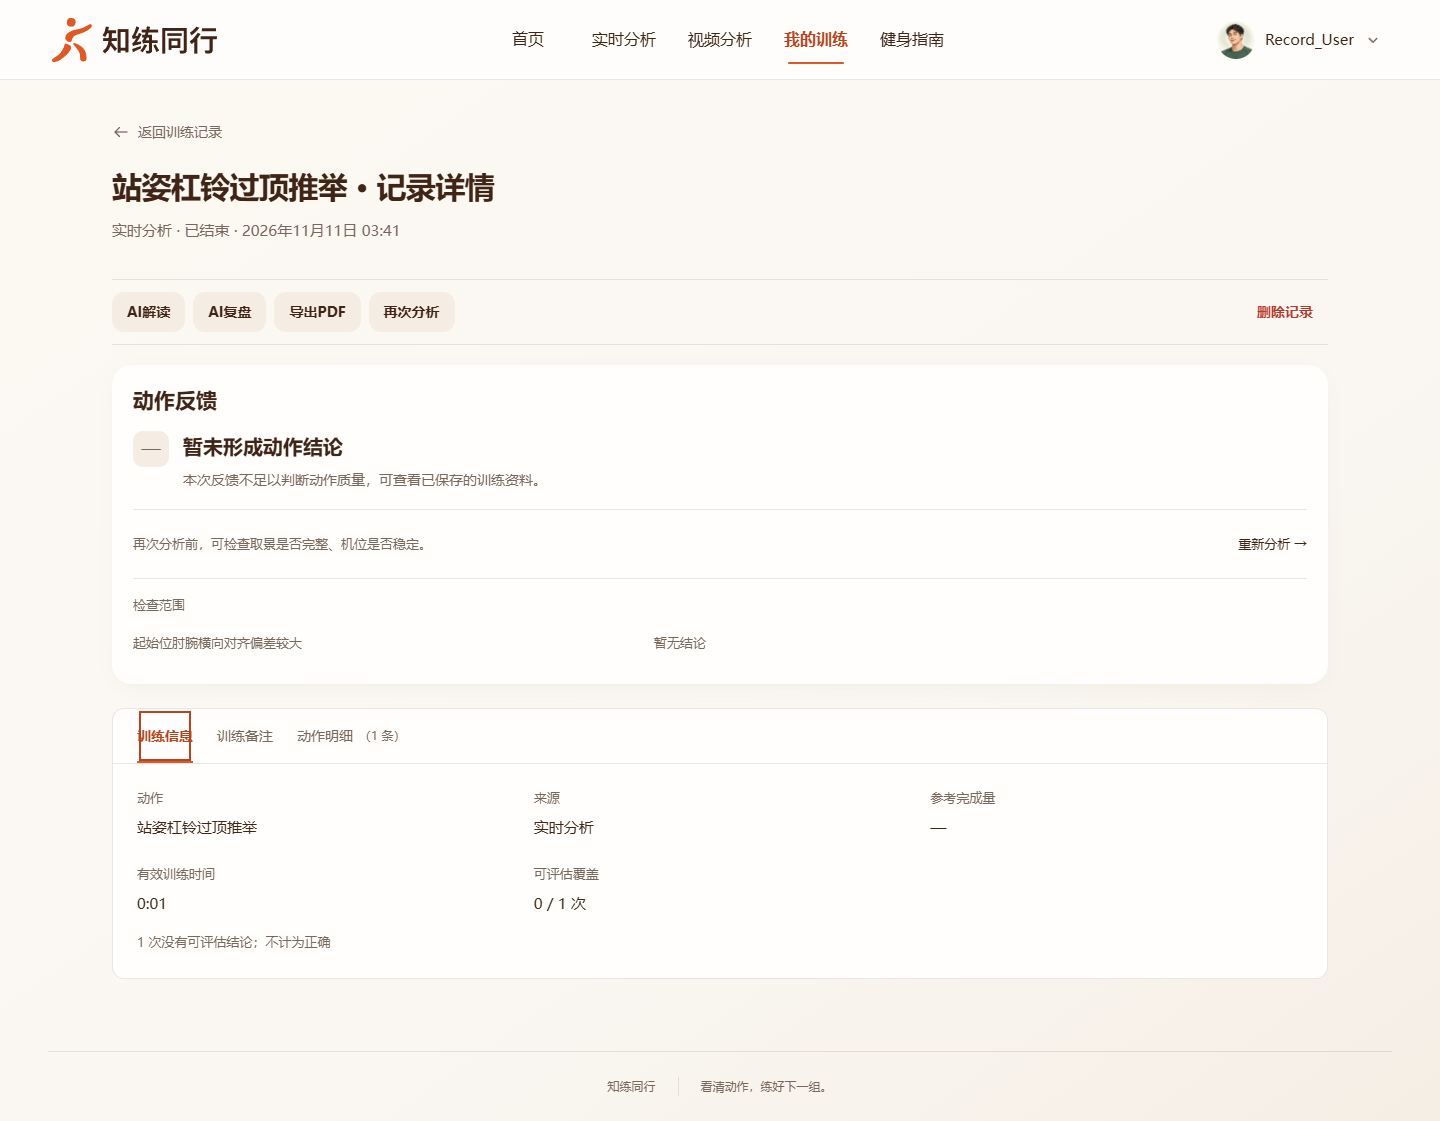 知练同行
首页 实时分析 视频分析 我的训练 健身指南
Record_User
← 返回训练记录
站姿杠铃过顶推举 • 记录详情
实时分析 · 已结束 · 2026年11月11日 03:41
AI解读 AI复盘 导出PDF 再次分析 删除记录
动作反馈
— 暂未形成动作结论
本次反馈不足以判断动作质量，可查看已保存的训练资料。
再次分析前，可检查取景是否完整、机位是否稳定。 重新分析 →
检查范围
起始位肘腕横向对齐偏差较大 暂无结论
训练信息 训练备注 动作明细 （1 条）
动作 来源 参考完成量
站姿杠铃过顶推举 实时分析 —
有效训练时间 可评估覆盖
0:01 0 / 1 次
1 次没有可评估结论；不计为正确
知练同行 看清动作，练好下一组。